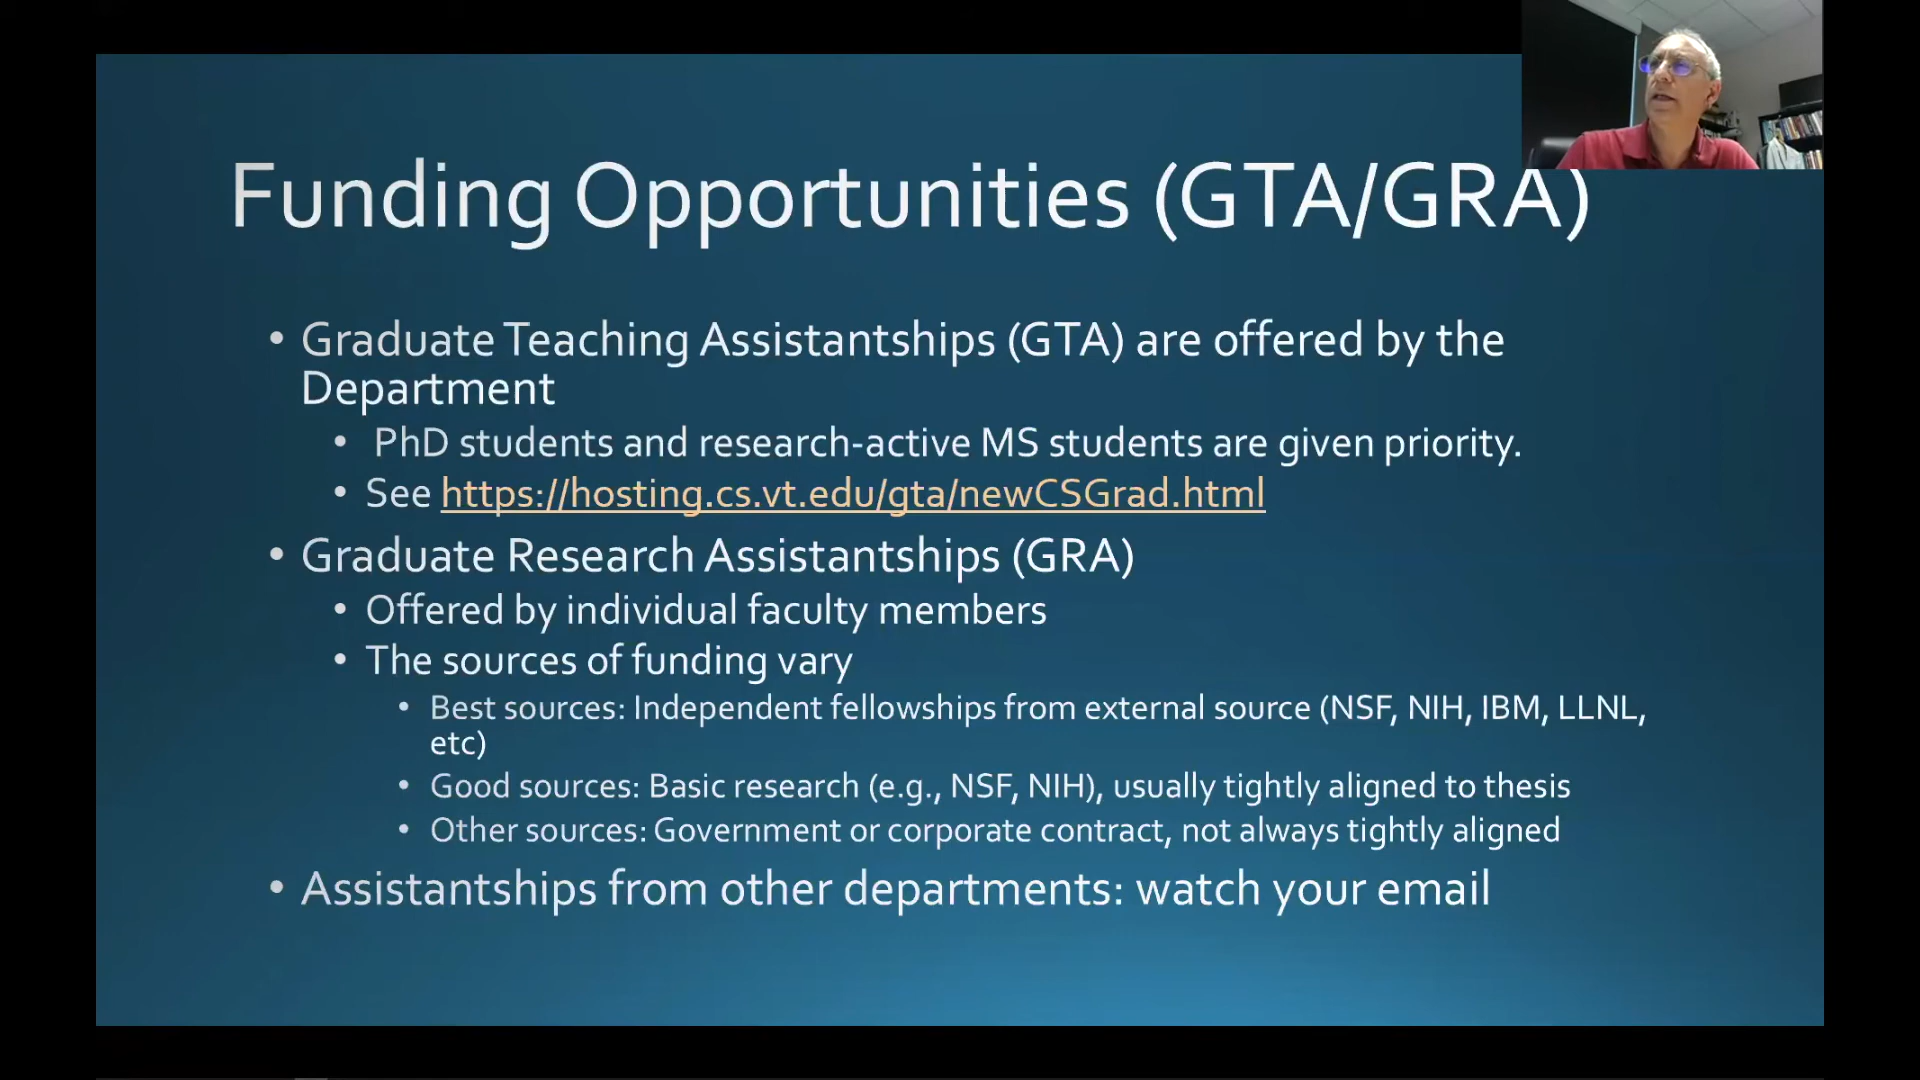 Funding Opportunities (GTA/GRA)
• Graduate Teaching Assistantships (GTA) are offered by the
Department
• PhD students and research-active MS students are given priority.
• See https://hosting.cs.vt.edu/gta/newCSGrad.html
• Graduate Research Assistantships (GRA)
• Offered by individual faculty members
• The sources of funding vary
• Best sources: Independent fellowships from external source (NSF, NIH, IBM, LLNL,
etc)
• Good sources: Basic research (e.g., NSF, NIH), usually tightly aligned to thesis
• Other sources: Government or corporate contract, not always tightly aligned
• Assistantships from other departments: watch your email